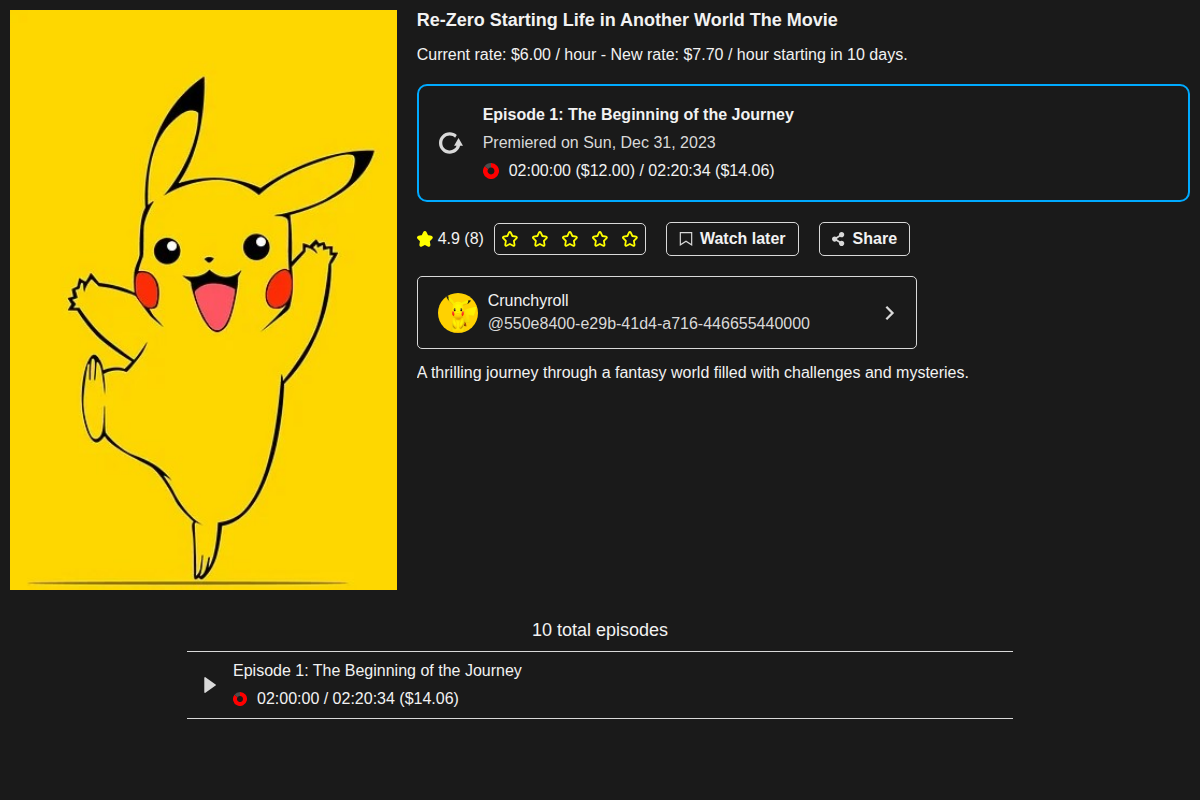 Re-Zero Starting Life in Another World The Movie
Current rate: $6.00 / hour - New rate: $7.70 / hour starting in 10 days.
Episode 1: The Beginning of the Journey
Premiered on Sun, Dec 31, 2023
02:00:00 ($12.00) / 02:20:34 ($14.06)
4.9 (8)
Watch later
Share
Crunchyroll
@550e8400-e29b-41d4-a716-446655440000
A thrilling journey through a fantasy world filled with challenges and mysteries.
10 total episodes
Episode 1: The Beginning of the Journey
02:00:00 / 02:20:34 ($14.06)